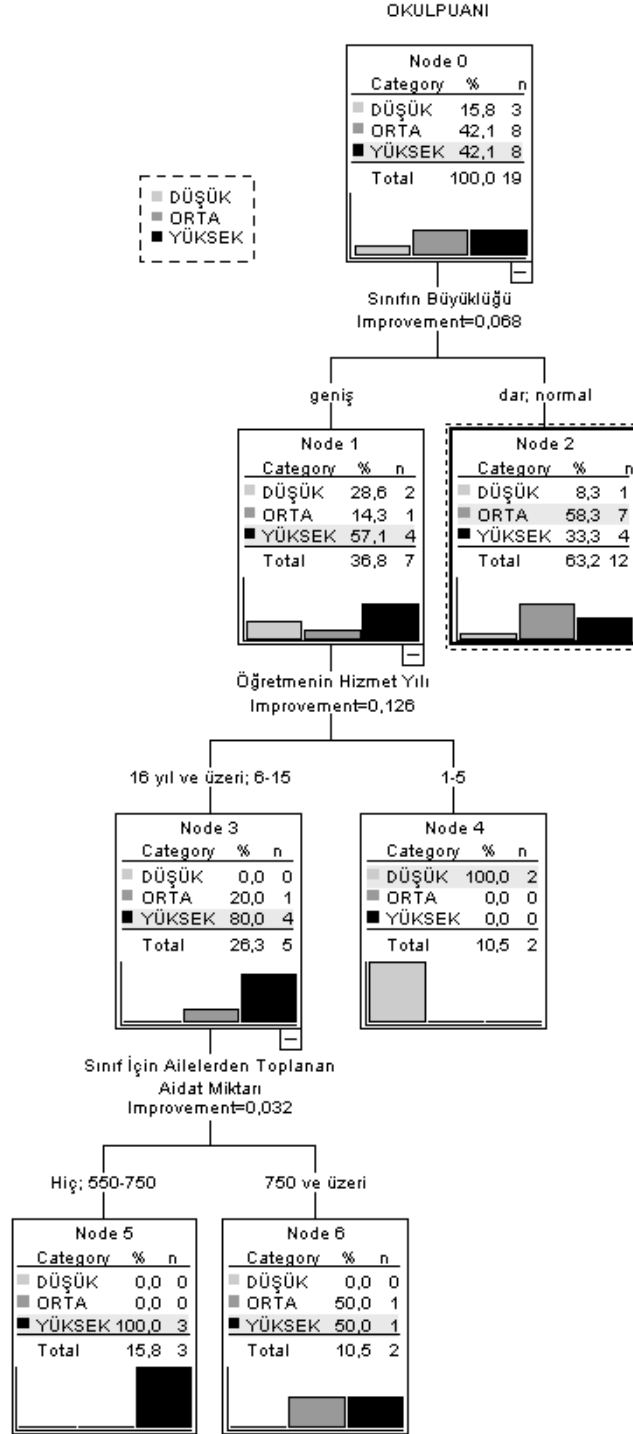 OKULPUANI
Node 0
Category % n
DÜŞÜK 15,8 3
ORTA 42,1 8
YÜKSEK 42,1 8
Total 100,0 19
DÜŞÜK
ORTA
YÜKSEK
Sınıfın Büyüklüğü
Improvement=0,068
geniş
dar; normal
Node 1
Category % n
DÜŞÜK 28,6 2
ORTA 14,3 1
YÜKSEK 57,1 4
Total 36,8 7
Node 2
Category % n
DÜŞÜK 8,3 1
ORTA 58,3 7
YÜKSEK 33,3 4
Total 63,2 12
Öğretmenin Hizmet Yılı
Improvement=0,126
16 yıl ve üzeri; 6-15
1-5
Node 3
Category % n
DÜŞÜK 0,0 0
ORTA 20,0 1
YÜKSEK 80,0 4
Total 26,3 5
Node 4
Category % n
DÜŞÜK 100,0 2
ORTA 0,0 0
YÜKSEK 0,0 0
Total 10,5 2
Sınıf İçin Ailelerden Toplanan
Aidat Miktarı
Improvement=0,032
Hiç; 550-750
750 ve üzeri
Node 5
Category % n
DÜŞÜK 0,0 0
ORTA 0,0 0
YÜKSEK 100,0 3
Total 15,8 3
Node 6
Category % n
DÜŞÜK 0,0 0
ORTA 50,0 1
YÜKSEK 50,0 1
Total 10,5 2